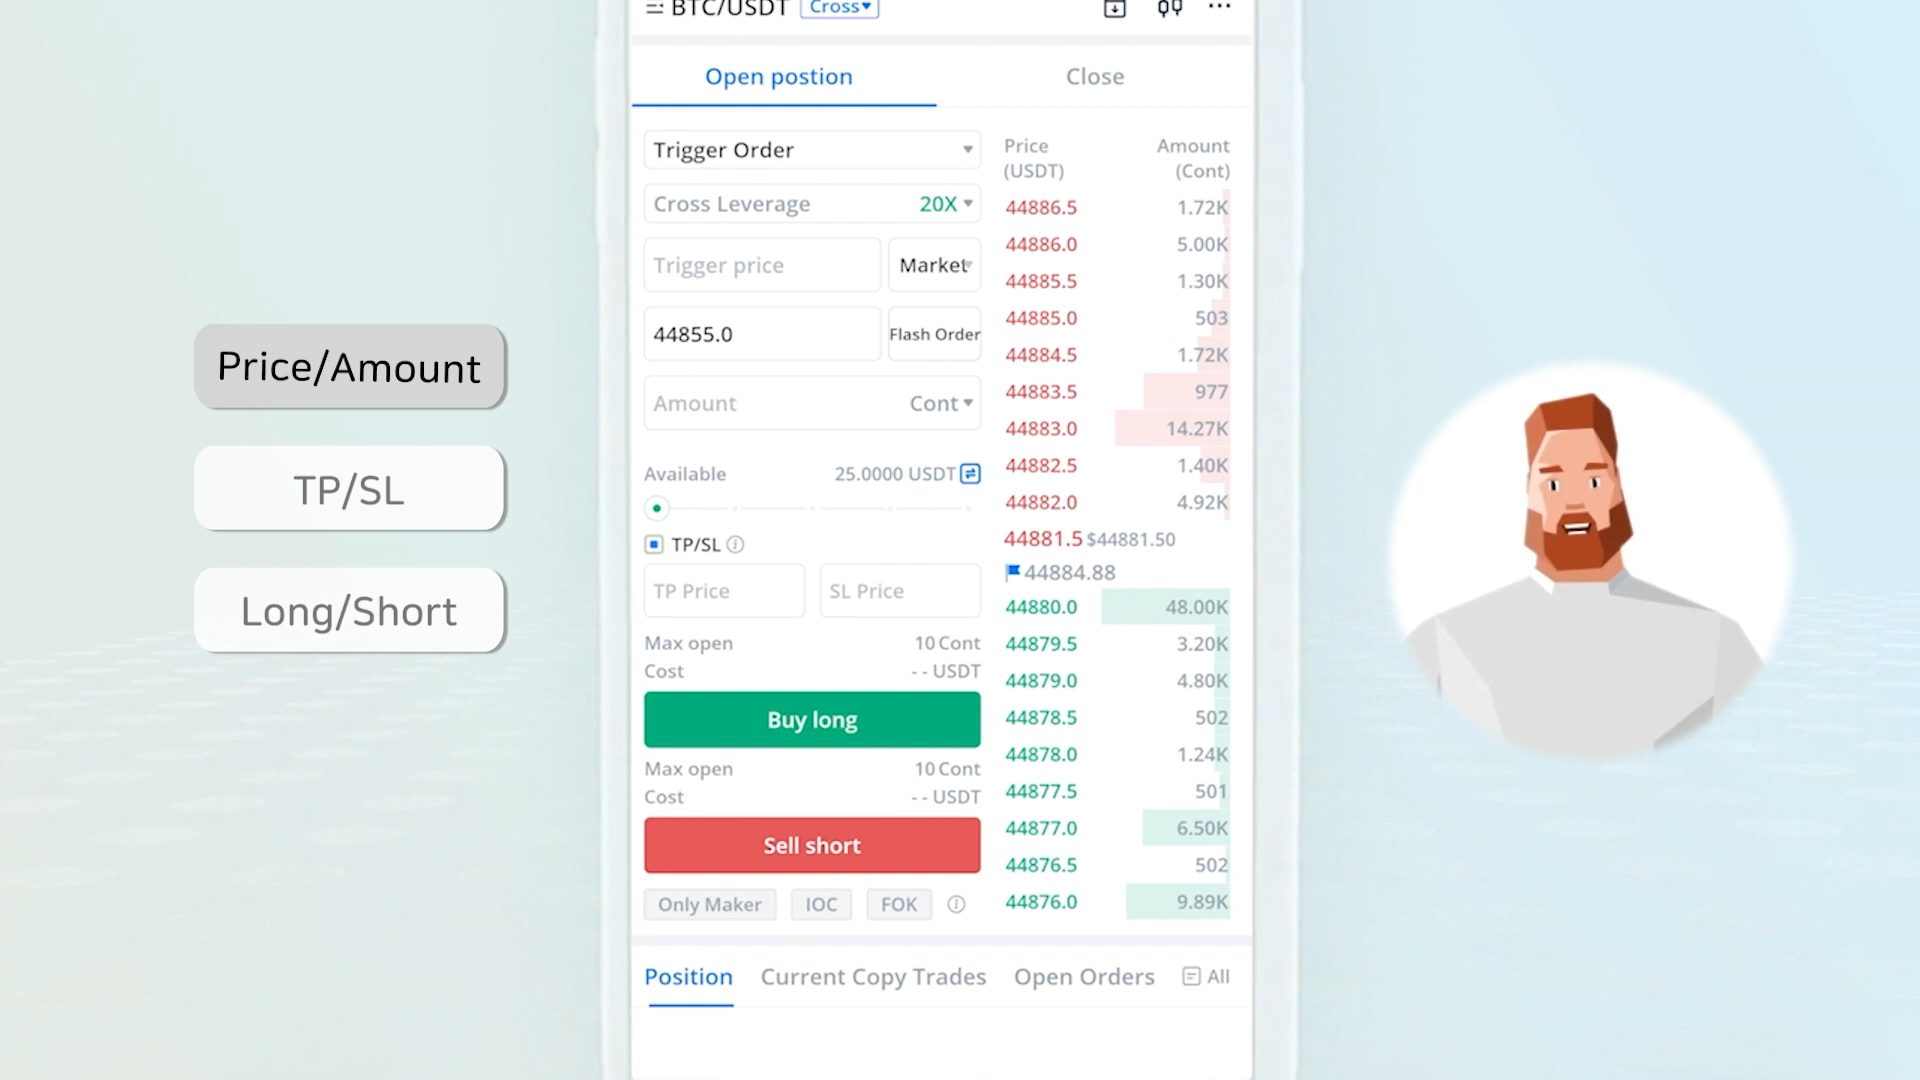 BTC/USDT Cross
Open postion Close
Price/Amount
TP/SL
Long/Short
Trigger Order
Cross Leverage 20X
Trigger price Market
44855.0 Flash Order
Amount Cont
Available 25.0000 USDT
TP/SL
TP Price SL Price
Max open 10 Cont
Cost - - USDT
Buy long
Max open 10 Cont
Cost - - USDT
Sell short
Only Maker IOC FOK
Price Amount
(USDT) (Cont)
44886.5 1.72K
44886.0 5.00K
44885.5 1.30K
44885.0 503
44884.5 1.72K
44883.5 977
44883.0 14.27K
44882.5 1.40K
44882.0 4.92K
44881.5 $44881.50
44884.88
44880.0 48.00K
44879.5 3.20K
44879.0 4.80K
44878.5 502
44878.0 1.24K
44877.5 501
44877.0 6.50K
44876.5 502
44876.0 9.89K
Position Current Copy Trades Open Orders All